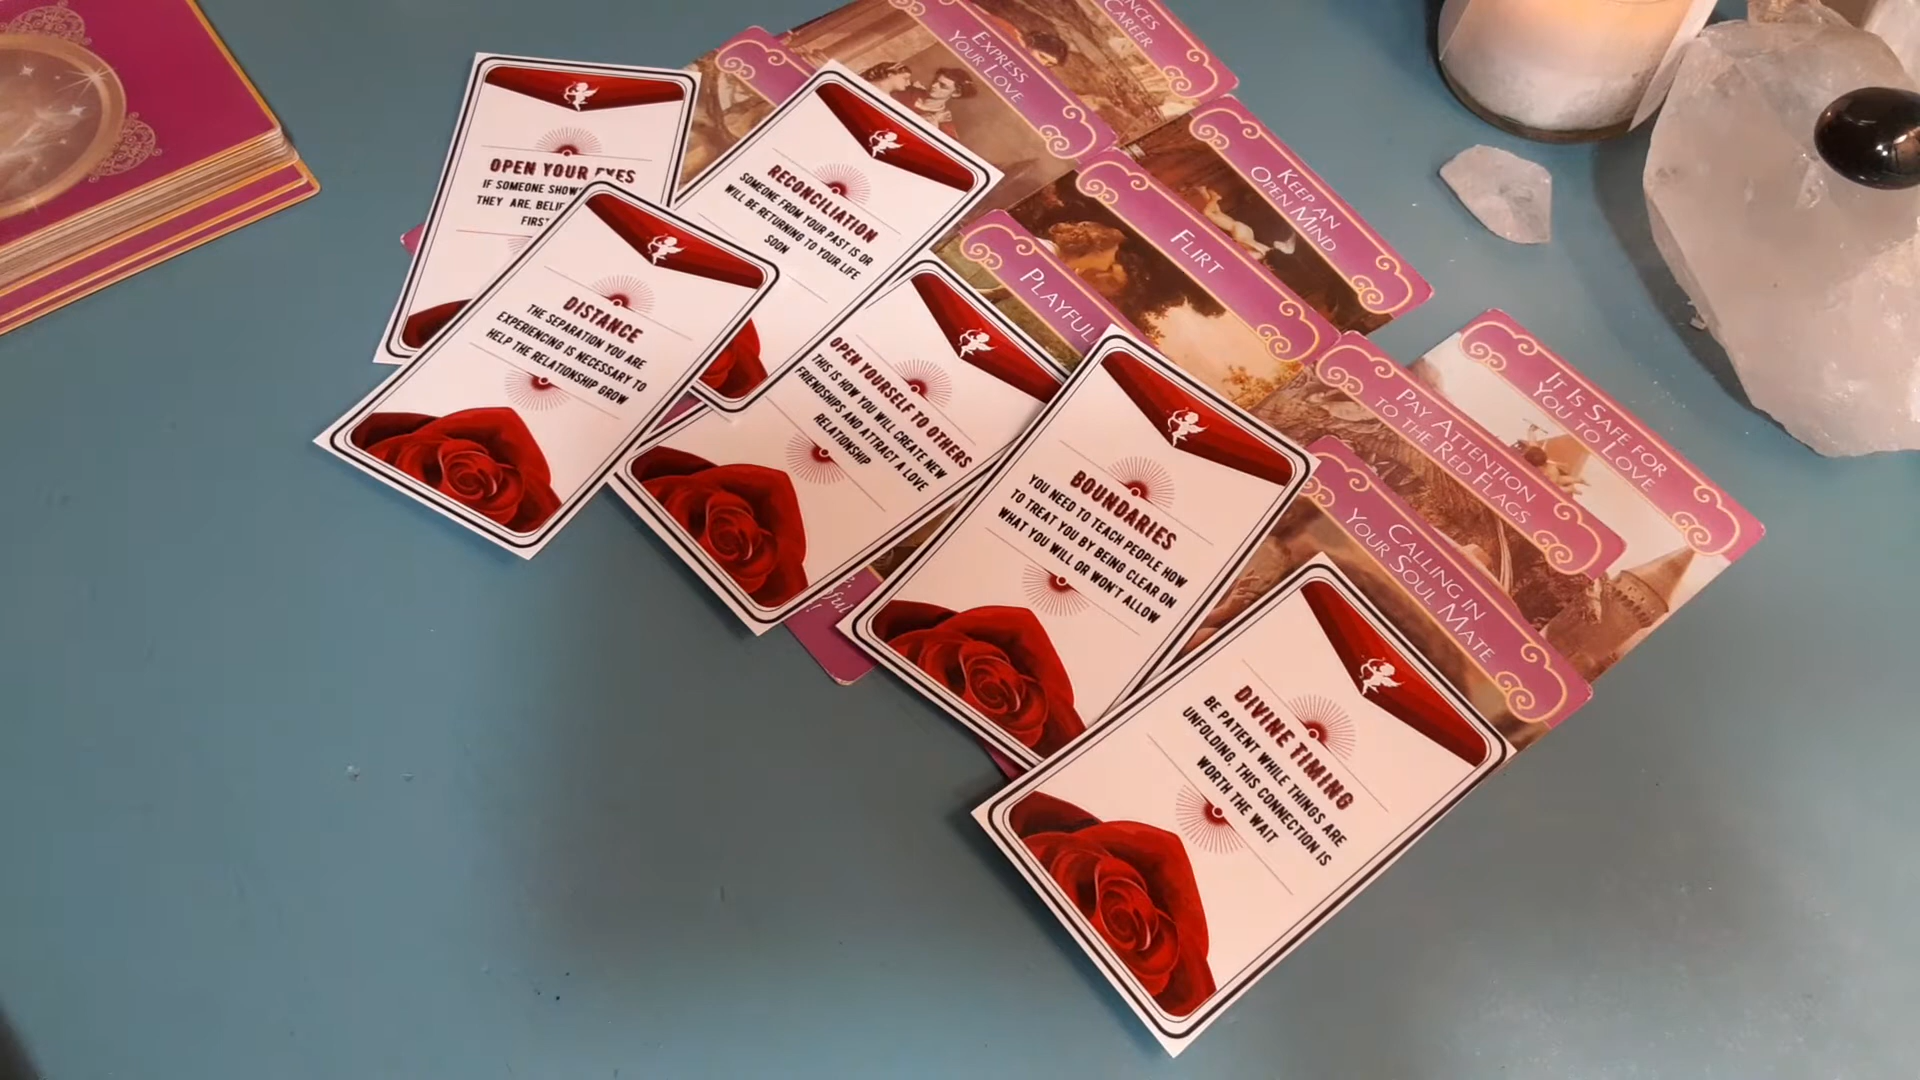 OPEN YOUR EYES
IF SOMEONE SHOWS
THEY ARE, BELIE
FIRST
RECONCILIATION
SOMEONE FROM YOUR PAST IS OR
WILL BE RETURNING TO YOUR LIFE
SOON
DISTANCE
THE SEPARATION YOU ARE
EXPERIENCING IS NECESSARY TO
HELP THE RELATIONSHIP GROW
OPEN YOURSELF TO OTHERS
THIS IS HOW YOU WILL CREATE NEW
FRIENDSHIPS AND ATTRACT A LOVE
RELATIONSHIP
BOUNDARIES
YOU NEED TO TEACH PEOPLE HOW
TO TREAT YOU BY BEING CLEAR ON
WHAT YOU WILL OR WON'T ALLOW
DIVINE TIMING
BE PATIENT WHILE THINGS ARE
UNFOLDING, THIS CONNECTION IS
WORTH THE WAIT
EXPRESS
YOUR LOVE
NCES
CAREER
KEEP AN
OPEN MIND
FLIRT
PLAYFUL
IT IS SAFE FOR
YOU TO LOVE
PAY ATTENTION
TO THE RED FLAGS
CALLING IN
YOUR SOUL MATE